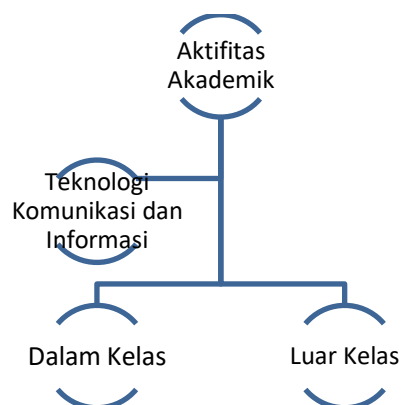 Aktifitas
Akademik
Teknologi
Komunikasi dan
Informasi
Dalam Kelas
Luar Kelas